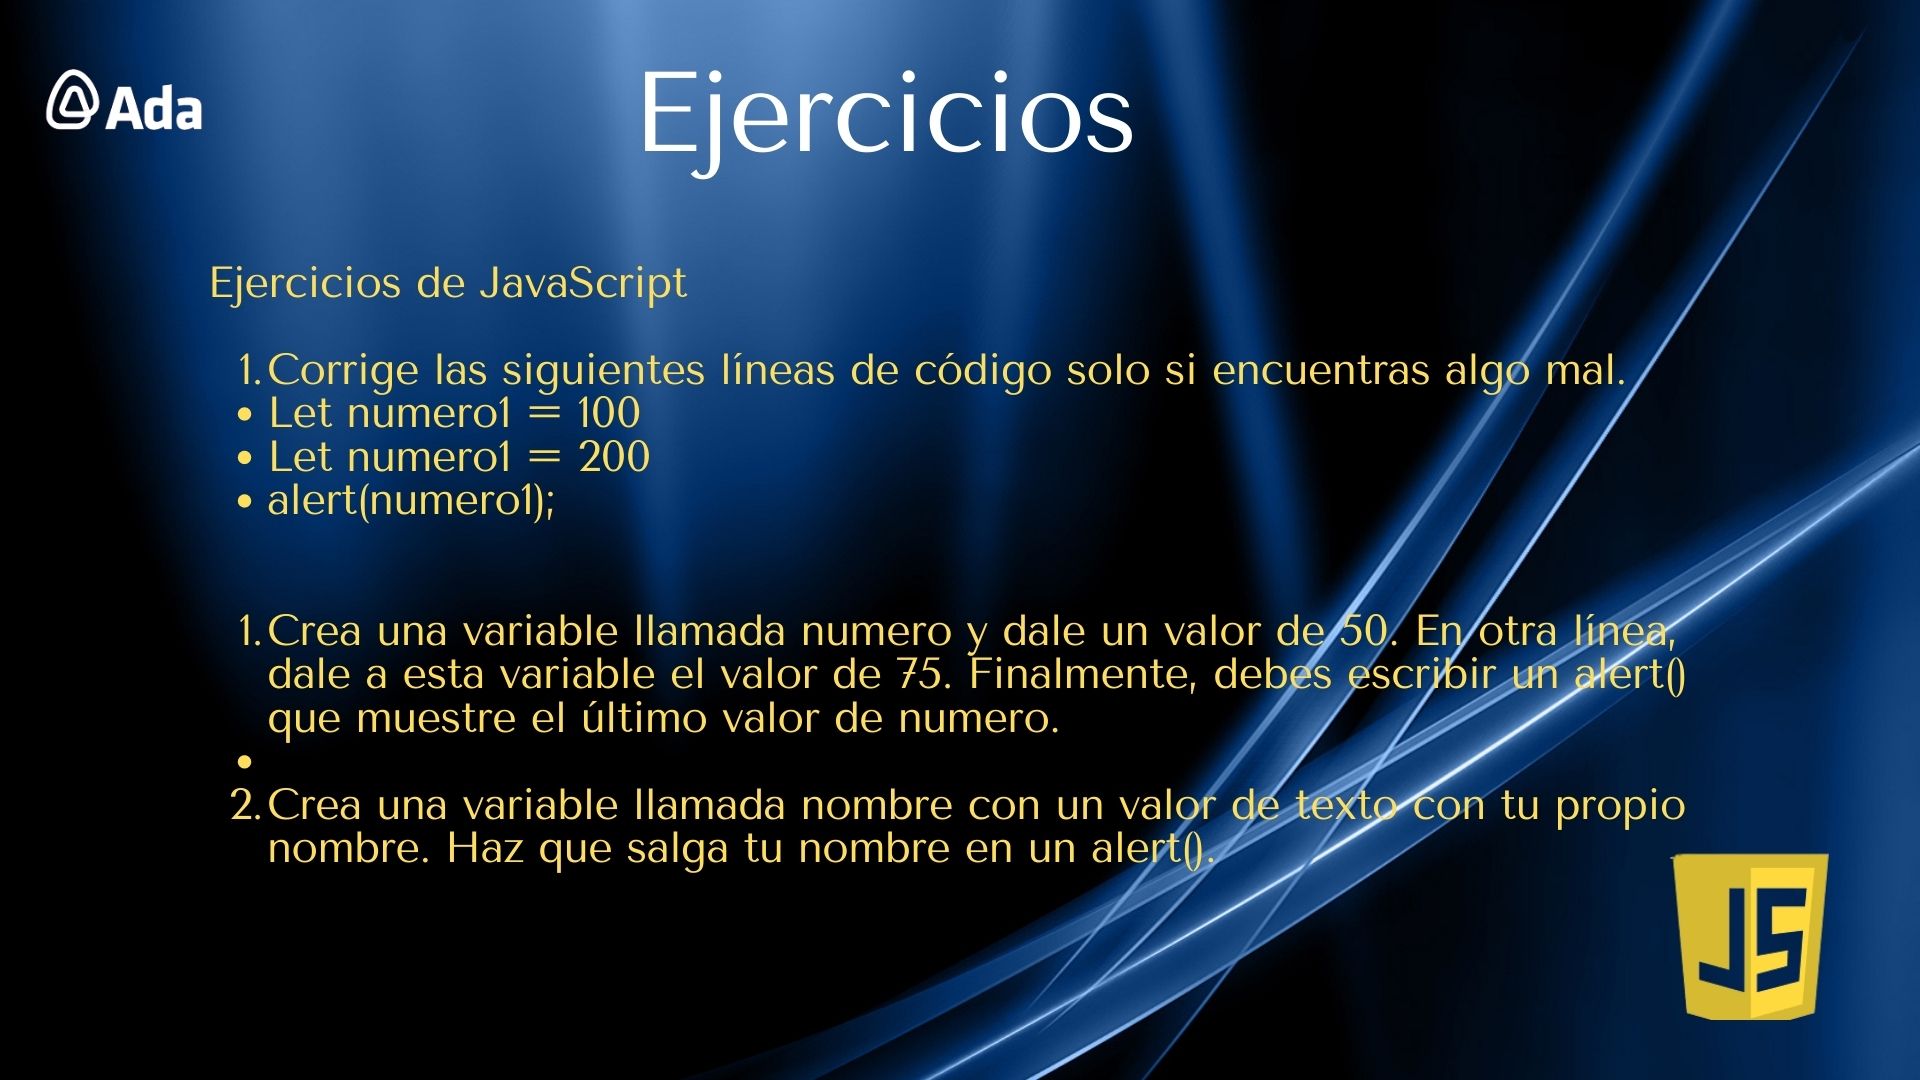 Ada
Ejercicios
Ejercicios de JavaScript
1. Corrige las siguientes líneas de código solo si encuentras algo mal.
• Let numero1 = 100
• Let numero1 = 200
• alert(numero1);
1. Crea una variable llamada numero y dale un valor de 50. En otra línea,
dale a esta variable el valor de 75. Finalmente, debes escribir un alert()
que muestre el último valor de numero.
•
2. Crea una variable llamada nombre con un valor de texto con tu propio
nombre. Haz que salga tu nombre en un alert().
JS